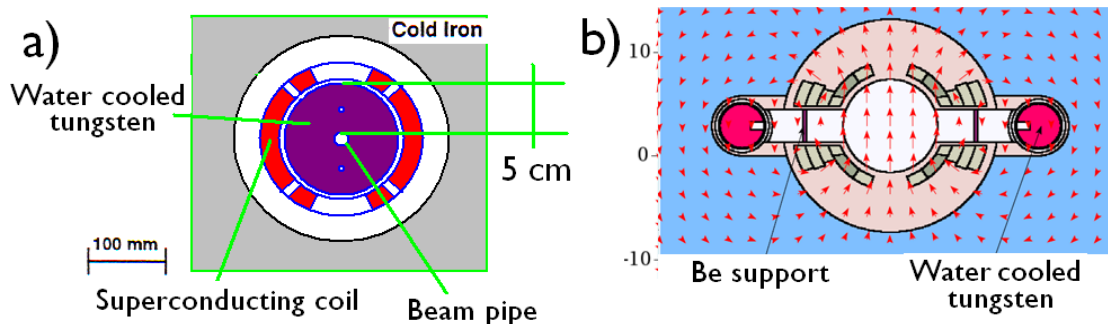 a)
Cold Iron
Water cooled
tungsten
5 cm
100 mm
Superconducting coil
Beam pipe
b)
10
0
-10
Be support
Water cooled
tungsten